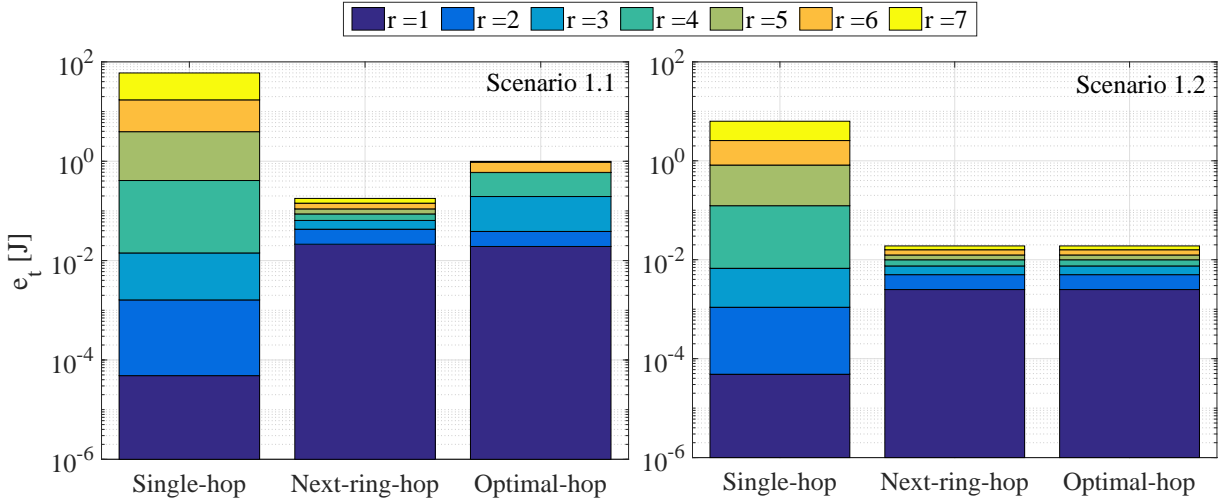 r =1 r =2 r =3 r =4 r =5 r =6 r =7
Scenario 1.1
e_t [J]
10^2
10^0
10^-2
10^-4
10^-6
Single-hop Next-ring-hop Optimal-hop
Scenario 1.2
10^2
10^0
10^-2
10^-4
10^-6
Single-hop Next-ring-hop Optimal-hop